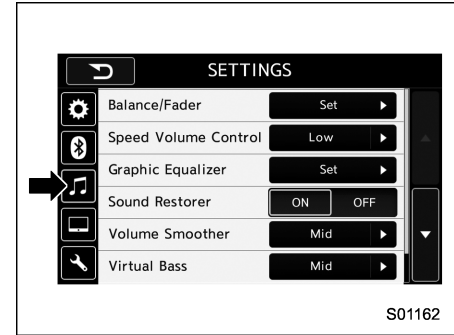 SETTINGS
Balance/Fader Set
Speed Volume Control Low
Graphic Equalizer Set
Sound Restorer ON OFF
Volume Smoother Mid
Virtual Bass Mid
S01162